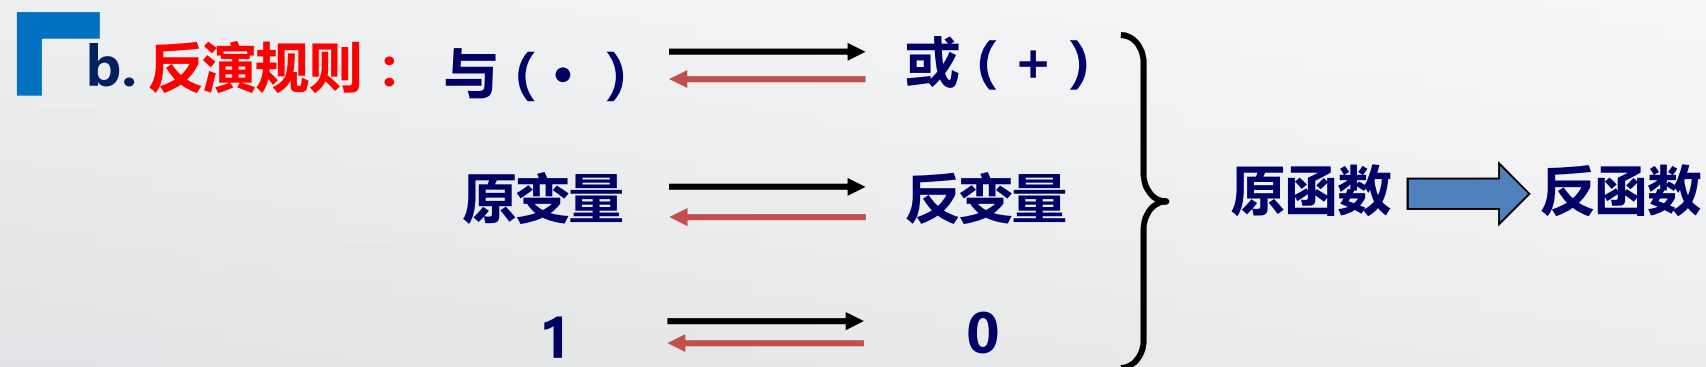 b. 反演规则： 与（· ） 或（ + ）
原变量 反变量 原函数 反函数
1 0